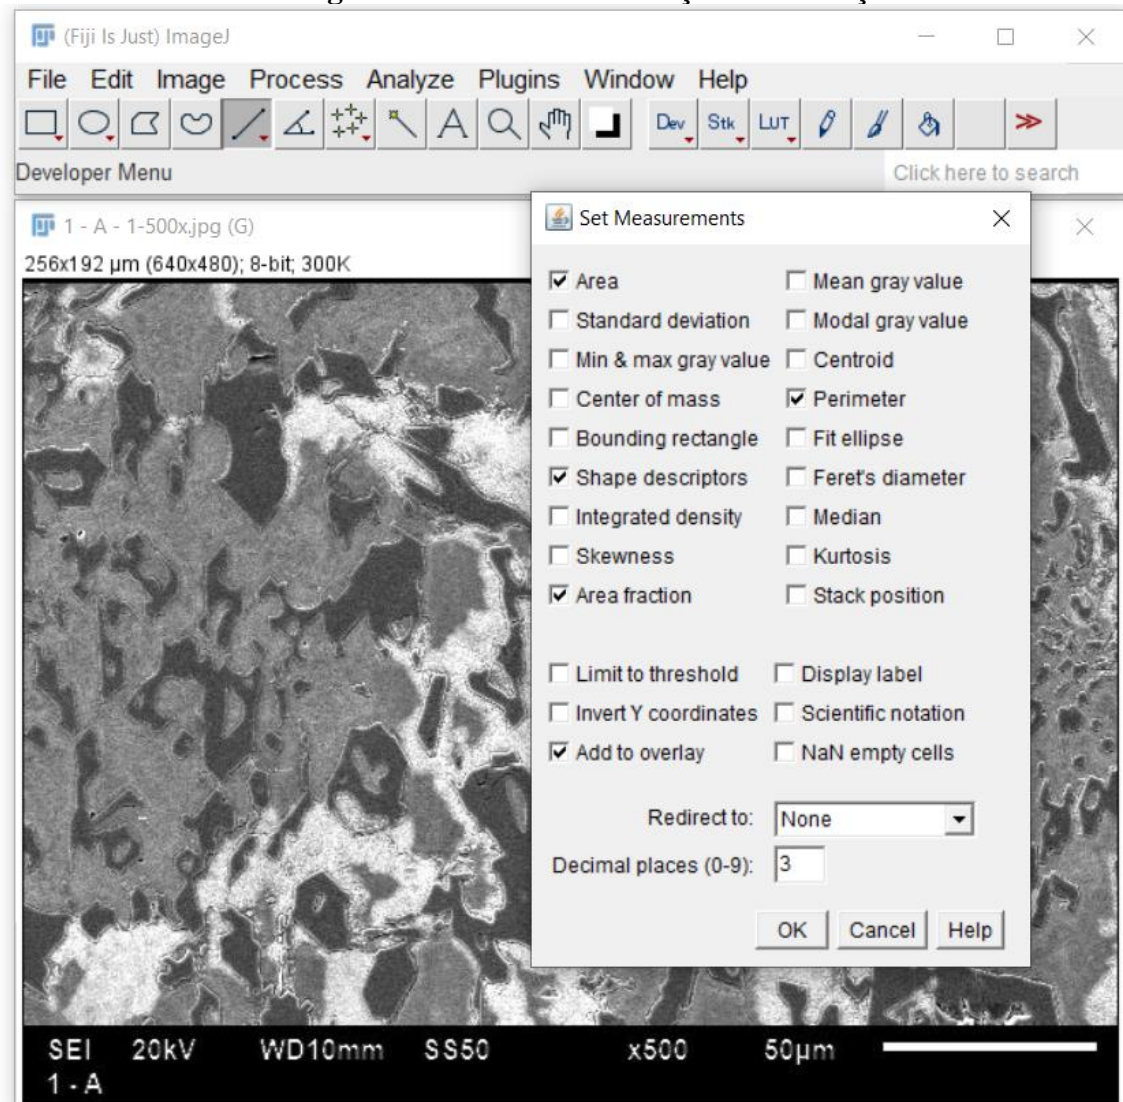 (Fiji Is Just) ImageJ
File Edit Image Process Analyze Plugins Window Help
A Dev Stk LUT >>
Developer Menu
Click here to search
1 - A - 1-500x.jpg (G)
256x192 µm (640x480); 8-bit; 300K
Set Measurements
Area Mean gray value
Standard deviation Modal gray value
Min & max gray value Centroid
Center of mass Perimeter
Bounding rectangle Fit ellipse
Shape descriptors Feret's diameter
Integrated density Median
Skewness Kurtosis
Area fraction Stack position
Limit to threshold Display label
Invert Y coordinates Scientific notation
Add to overlay NaN empty cells
Redirect to: None
Decimal places (0-9): 3
OK Cancel Help
SEI 20kV WD10mm SS50 x500 50µm
1 - A